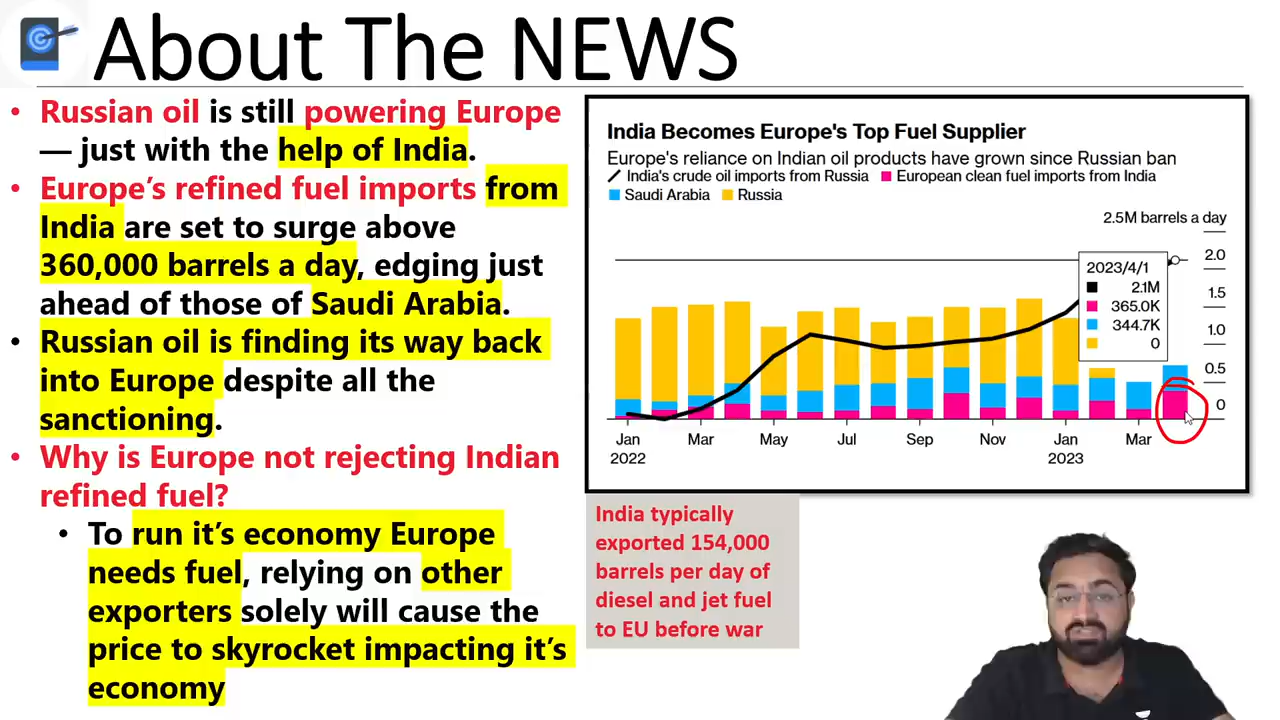 About The NEWS
• Russian oil is still powering Europe
— just with the help of India.
• Europe's refined fuel imports from
India are set to surge above
360,000 barrels a day, edging just
ahead of those of Saudi Arabia.
• Russian oil is finding its way back
into Europe despite all the
sanctioning.
• Why is Europe not rejecting Indian
refined fuel?
• To run it's economy Europe
needs fuel, relying on other
exporters solely will cause the
price to skyrocket impacting it's
economy
India Becomes Europe's Top Fuel Supplier
Europe's reliance on Indian oil products have grown since Russian ban
India's crude oil imports from Russia European clean fuel imports from India
Saudi Arabia Russia
2.5M barrels a day
2.0
1.5
1.0
0.5
0
2023/4/1
2.1M
365.0K
344.7K
0
Jan Mar May Jul Sep Nov Jan Mar
2022 2023
India typically
exported 154,000
barrels per day of
diesel and jet fuel
to EU before war